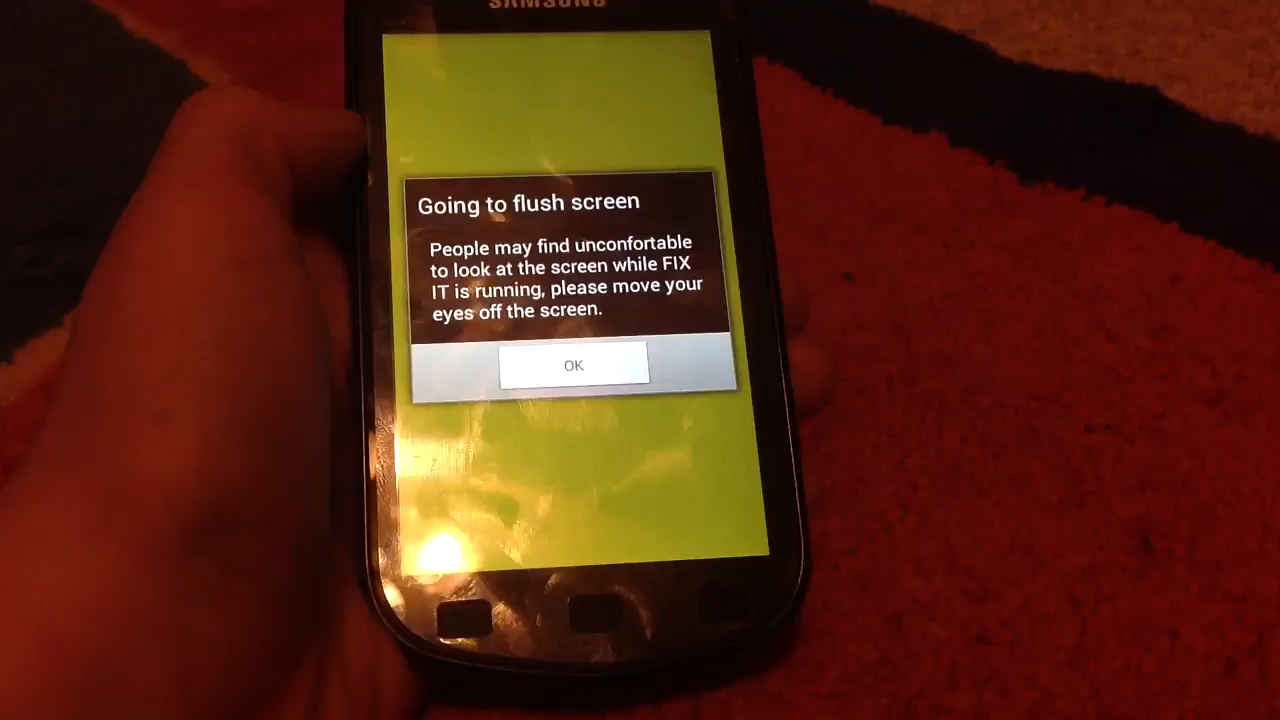 SAMSUNG
Going to flush screen
People may find unconfortable
to look at the screen while FIX
IT is running, please move your
eyes off the screen.
OK